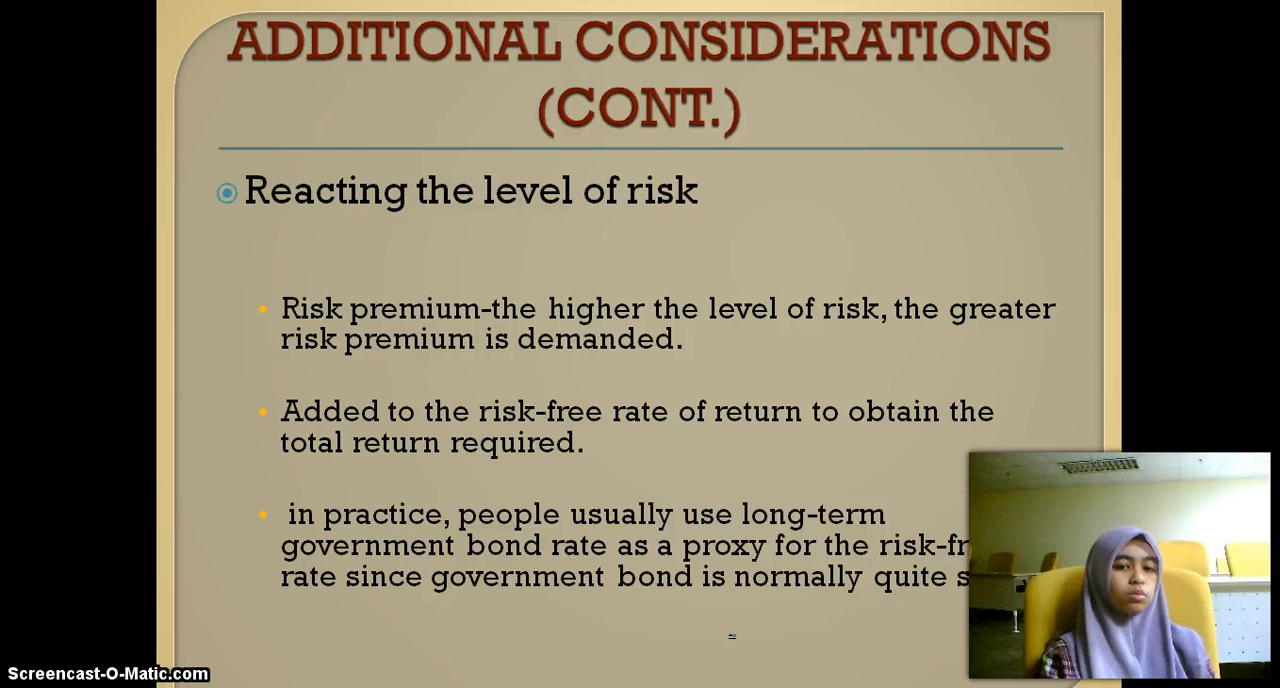 ADDITIONAL CONSIDERATIONS
(CONT.)
Reacting the level of risk
Risk premium-the higher the level of risk, the greater
risk premium is demanded.
Added to the risk-free rate of return to obtain the
total return required.
in practice, people usually use long-term
government bond rate as a proxy for the
rate since government bond is normally quite
Screencast-O-Matic.com